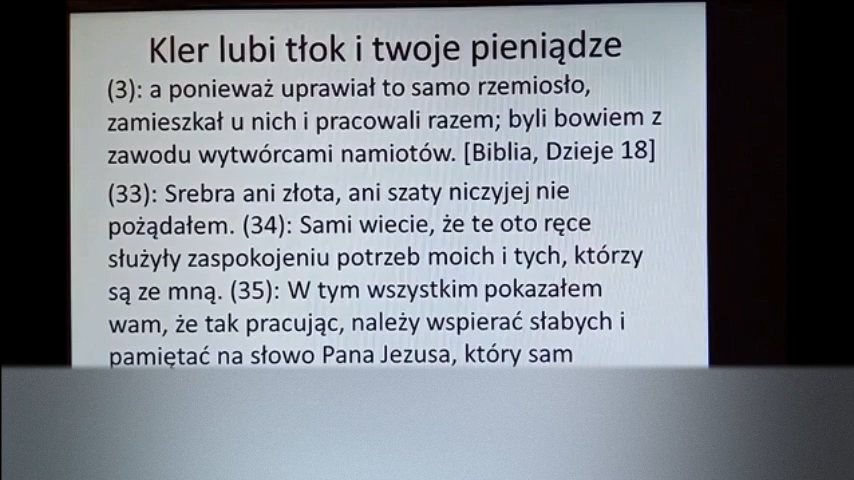 Kler lubi tłok i twoje pieniądze
(3): a ponieważ uprawiał to samo rzemiosło,
zamieszkał u nich i pracowali razem; byli bowiem z
zawodu wytwórcami namiotów. [Biblia, Dzieje 18]
(33): Srebra ani złota, ani szaty niczyjej nie
pożądałem. (34): Sami wiecie, że te oto ręce
służyły zaspokojeniu potrzeb moich i tych, którzy
są ze mną. (35): W tym wszystkim pokazałem
wam, że tak pracując, należy wspierać słabych i
pamiętać na słowo Pana Jezusa, który sam